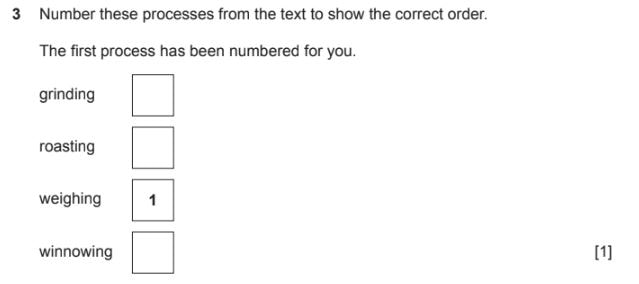 3 Number these processes from the text to show the correct order.
The first process has been numbered for you.
grinding
roasting
weighing 1
winnowing [1]